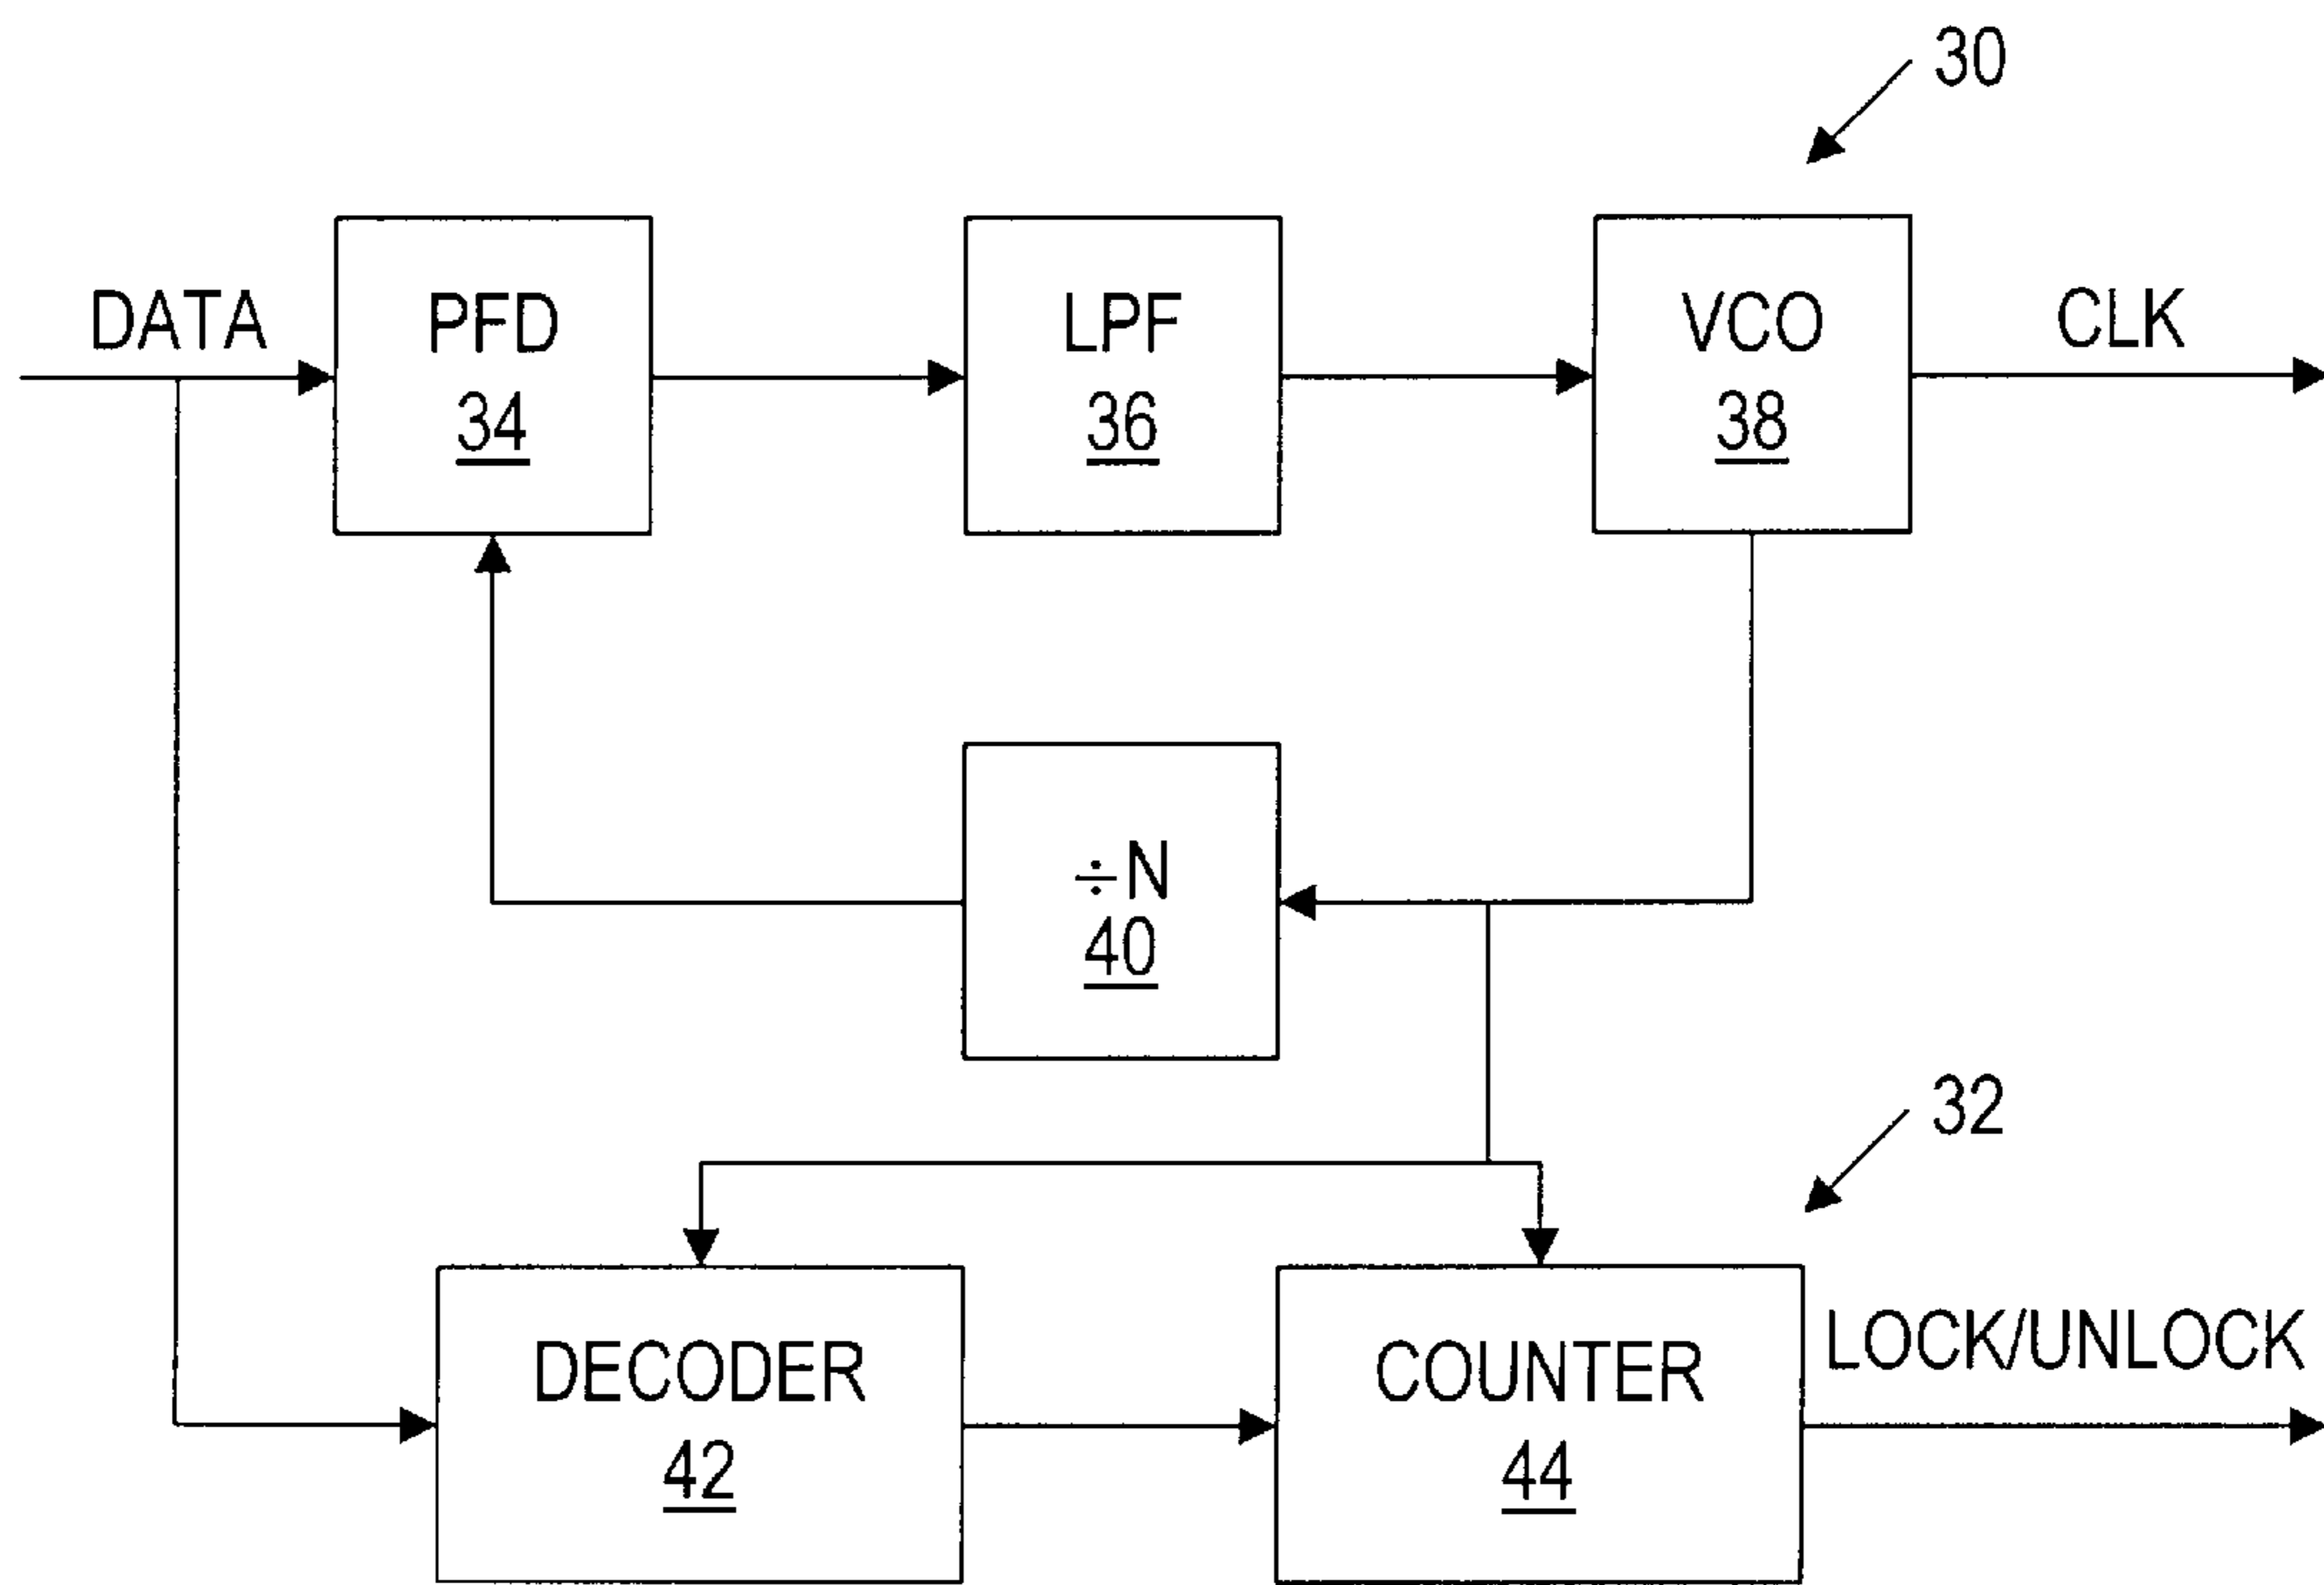 30
DATA
PFD
34
LPF
36
VCO
38
CLK
÷N
40
32
DECODER
42
COUNTER
44
LOCK/UNLOCK